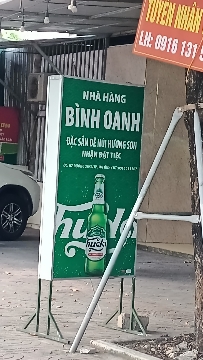 TUYỂN NHÂN
LH: 0916 131 5
NHÀ HÀNG
BÌNH OANH
ĐẶC SẢN DÊ NÚI HƯƠNG SƠN
NHẬN ĐẶT TIỆC
huda
huda